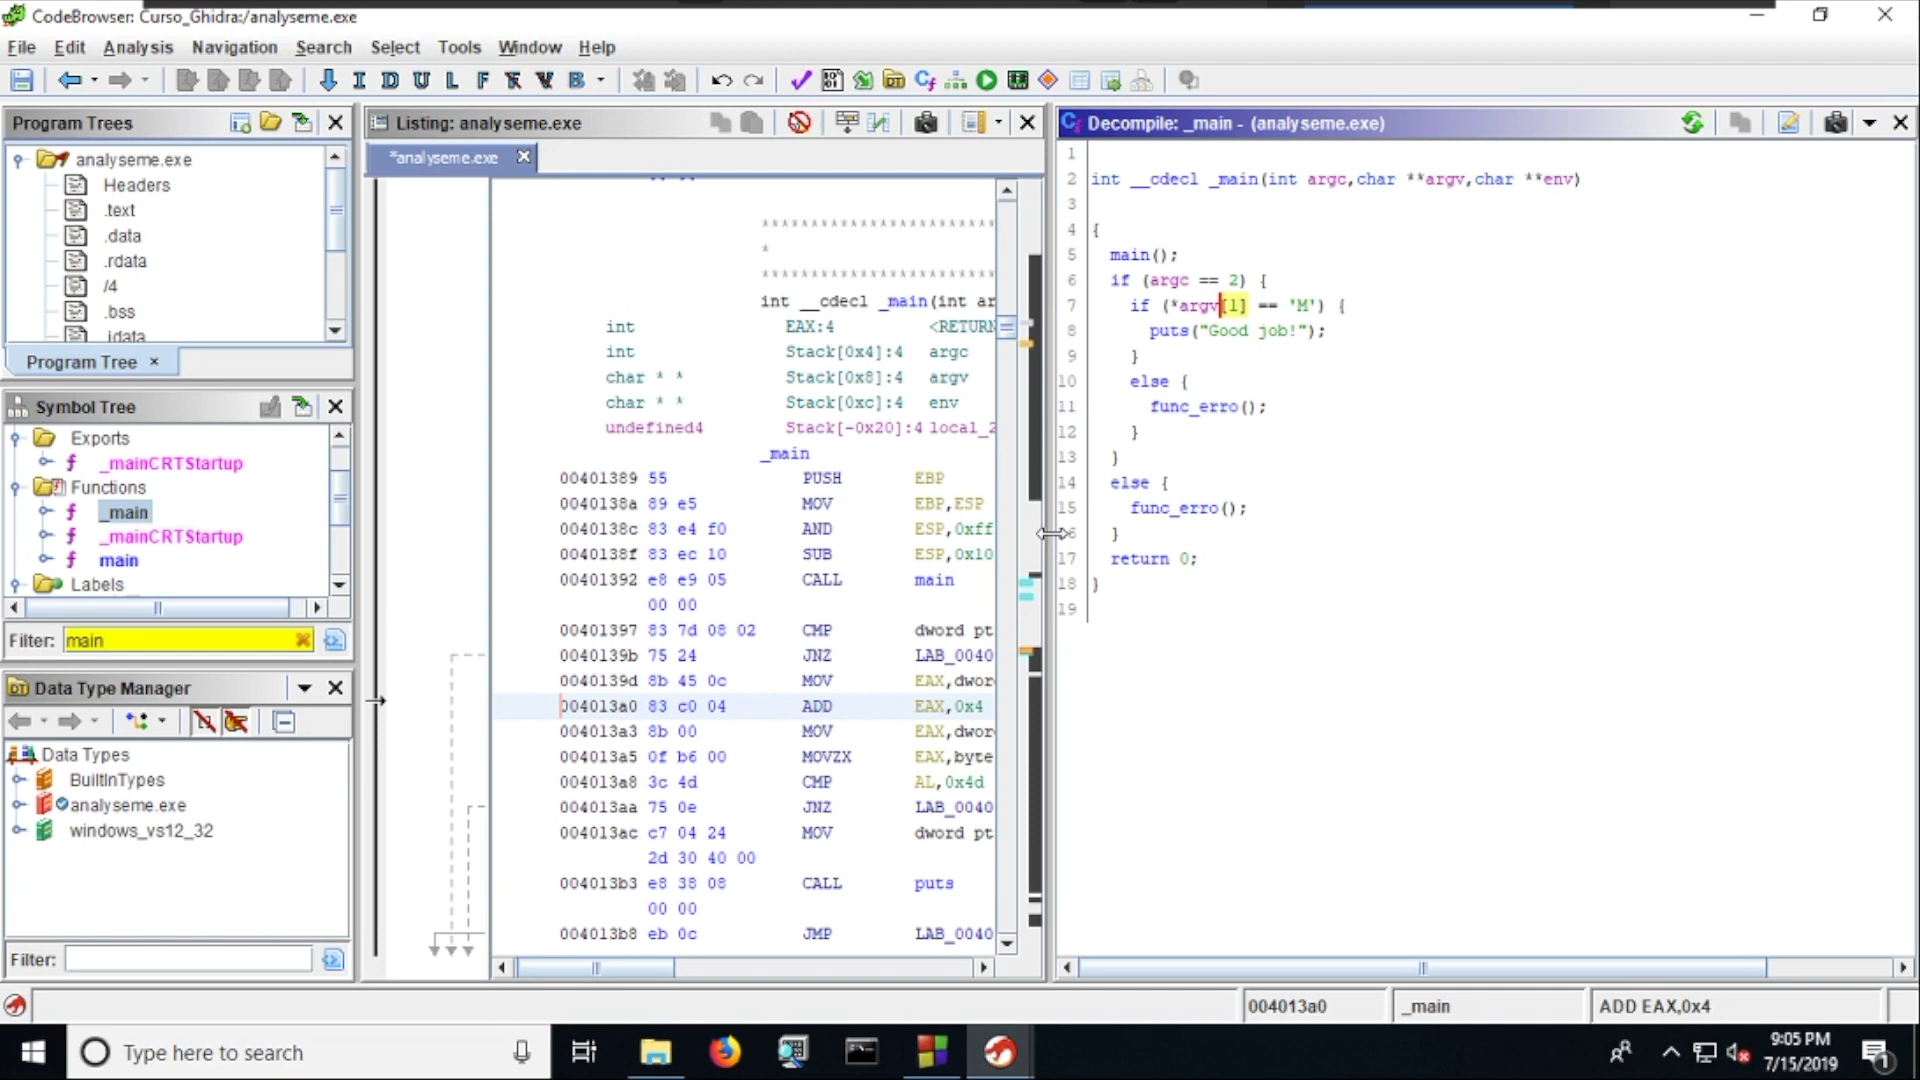 CodeBrowser: Curso_Ghidra:/analyseme.exe
File Edit Analysis Navigation Search Select Tools Window Help
I D U L F B
Program Trees
analyseme.exe
Headers
.text
.data
.rdata
/4
.bss
.idata
Program Tree ×
Symbol Tree
Exports
f _mainCRTStartup
Functions
f _main
f _mainCRTStartup
f main
Labels
Filter: main
Data Type Manager
Data Types
BuiltInTypes
analyseme.exe
windows_vs12_32
Filter:
Listing: analyseme.exe
*analyseme.exe
************************
*
************************
int __cdecl _main(int ar
int EAX:4 <RETURN
int Stack[0x4]:4 argc
char * * Stack[0x8]:4 argv
char * * Stack[0xc]:4 env
undefined4 Stack[-0x20]:4 local_2
_main
00401389 55 PUSH EBP
0040138a 89 e5 MOV EBP,ESP
0040138c 83 e4 f0 AND ESP,0xff
0040138f 83 ec 10 SUB ESP,0x10
00401392 e8 e9 05 CALL main
00 00
00401397 83 7d 08 02 CMP dword pt
0040139b 75 24 JNZ LAB_0040
0040139d 8b 45 0c MOV EAX,dwor
004013a0 83 c0 04 ADD EAX,0x4
004013a3 8b 00 MOV EAX,dwor
004013a5 0f b6 00 MOVZX EAX,byte
004013a8 3c 4d CMP AL,0x4d
004013aa 75 0e JNZ LAB_0040
004013ac c7 04 24 MOV dword pt
2d 30 40 00
004013b3 e8 38 08 CALL puts
00 00
004013b8 eb 0c JMP LAB_0040
Decompile: _main - (analyseme.exe)
1
2 int __cdecl _main(int argc,char **argv,char **env)
3
4 {
5 main();
6 if (argc == 2) {
7 if (*argv[1] == 'M') {
8 puts("Good job!");
9 }
10 else {
11 func_erro();
12 }
13 }
14 else {
15 func_erro();
16 }
17 return 0;
18 }
19
004013a0 _main ADD EAX,0x4
Type here to search
9:05 PM
7/15/2019
1